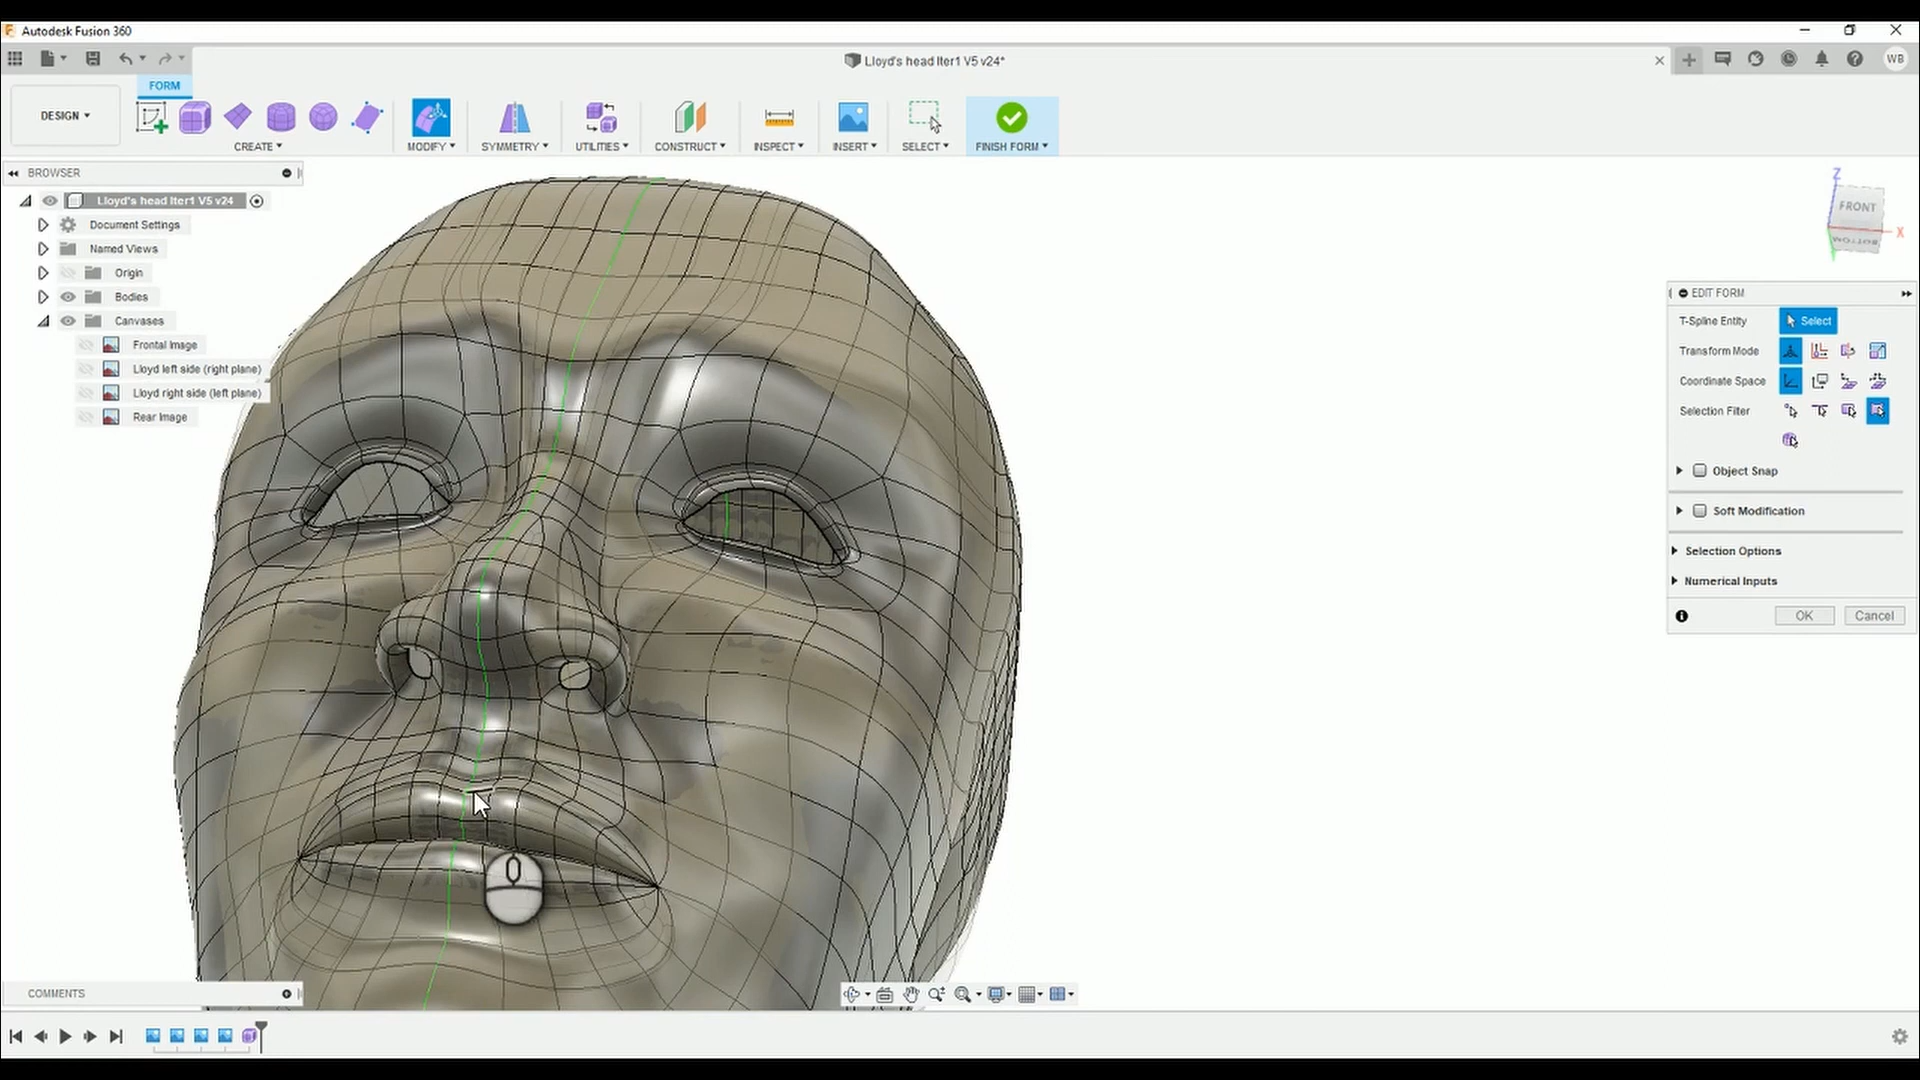 Autodesk Fusion 360
Lloyd's head Iter1 V5 v24*
WB
FORM
DESIGN
CREATE
MODIFY
SYMMETRY
UTILITIES
CONSTRUCT
INSPECT
INSERT
SELECT
FINISH FORM
BROWSER
Lloyd's head Iter1 V5 v24
Document Settings
Named Views
Origin
Bodies
Canvases
Frontal Image
Lloyd left side (right plane)
Lloyd right side (left plane)
Rear Image
Z
FRONT
X
BOTTOM
EDIT FORM
T-Spline Entity
Select
Transform Mode
Coordinate Space
Selection Filter
Object Snap
Soft Modification
Selection Options
Numerical Inputs
OK
Cancel
COMMENTS